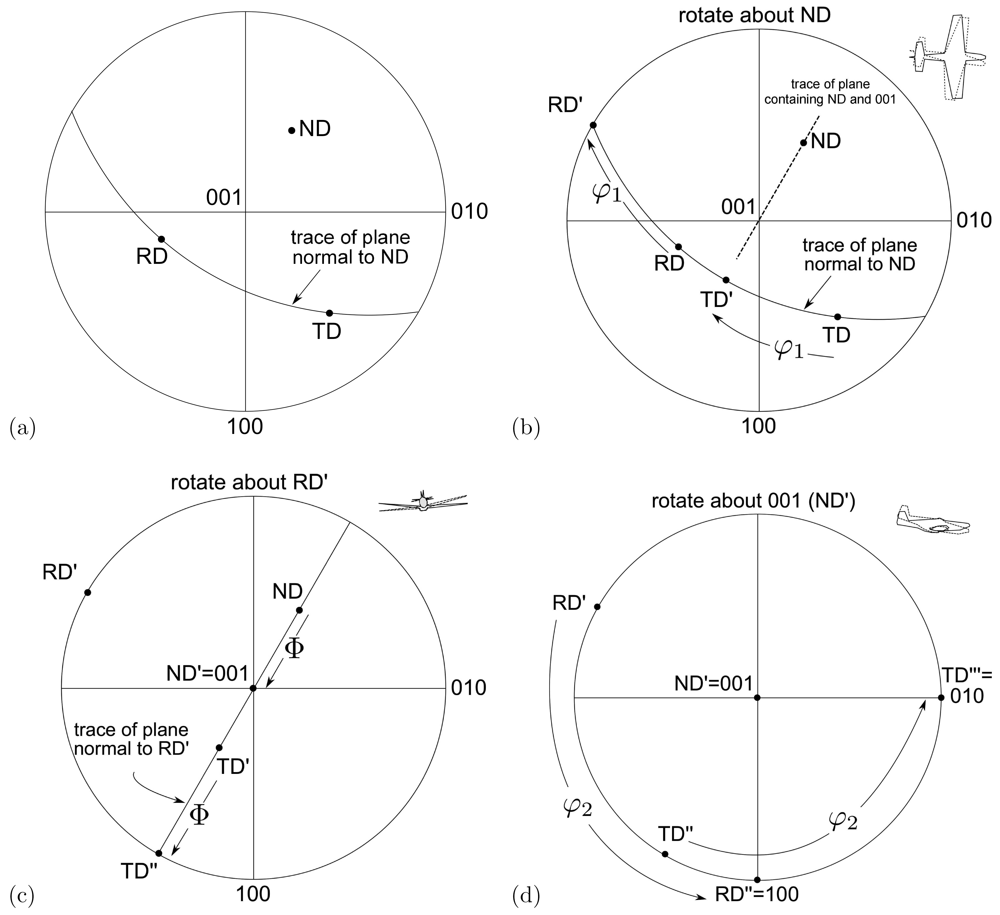 ND
001
010
RD
trace of plane
normal to ND
TD
100
(a)
rotate about ND
trace of plane
containing ND and 001
RD'
ND
φ1
001
010
RD
trace of plane
normal to ND
TD'
TD
φ1
100
(b)
rotate about RD'
RD'
ND
Φ
ND'=001
010
trace of plane
normal to RD'
TD'
Φ
TD''
100
(c)
rotate about 001 (ND')
RD'
ND'=001
TD'''=
010
φ2
φ2
TD''
RD''=100
(d)